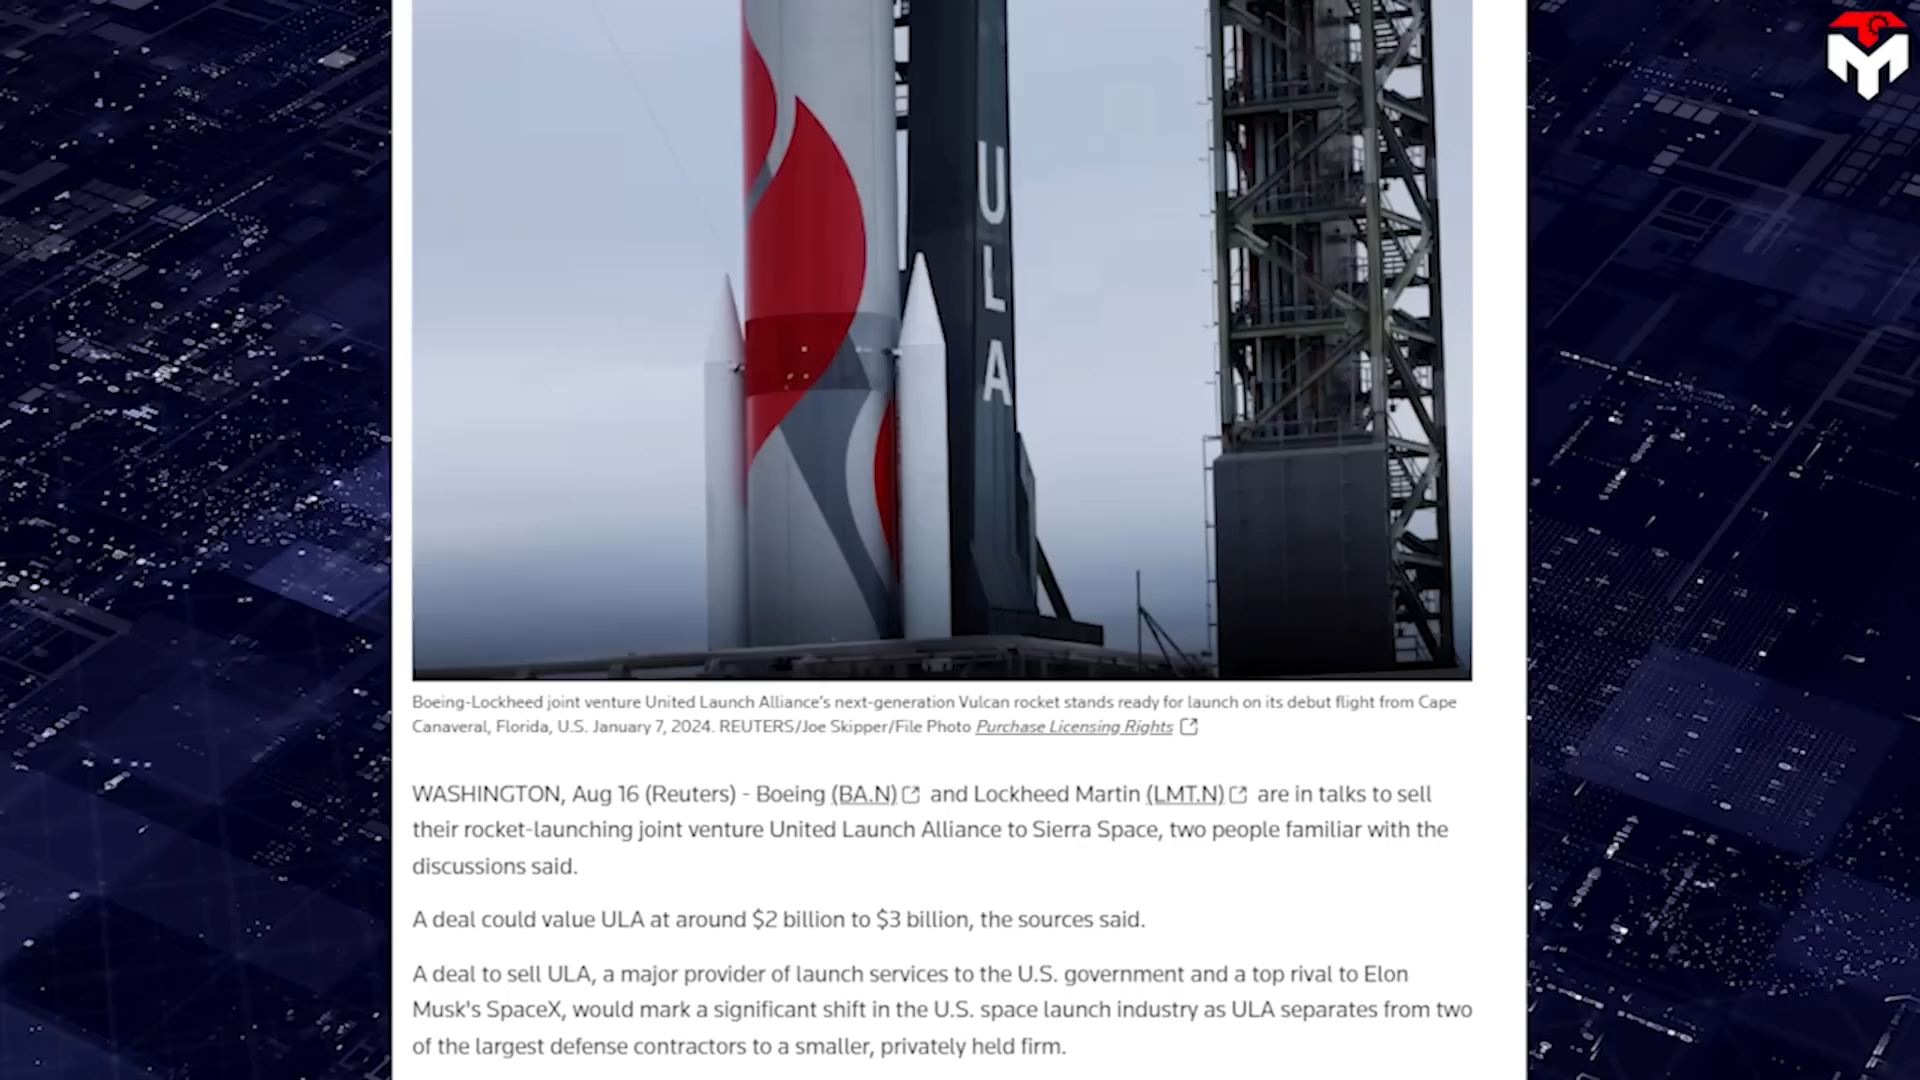 ULA
Boeing-Lockheed joint venture United Launch Alliance's next-generation Vulcan rocket stands ready for launch on its debut flight from Cape
Canaveral, Florida, U.S. January 7, 2024. REUTERS/Joe Skipper/File Photo Purchase Licensing Rights
WASHINGTON, Aug 16 (Reuters) - Boeing (BA.N) and Lockheed Martin (LMT.N) are in talks to sell
their rocket-launching joint venture United Launch Alliance to Sierra Space, two people familiar with the
discussions said.
A deal could value ULA at around $2 billion to $3 billion, the sources said.
A deal to sell ULA, a major provider of launch services to the U.S. government and a top rival to Elon
Musk's SpaceX, would mark a significant shift in the U.S. space launch industry as ULA separates from two
of the largest defense contractors to a smaller, privately held firm.